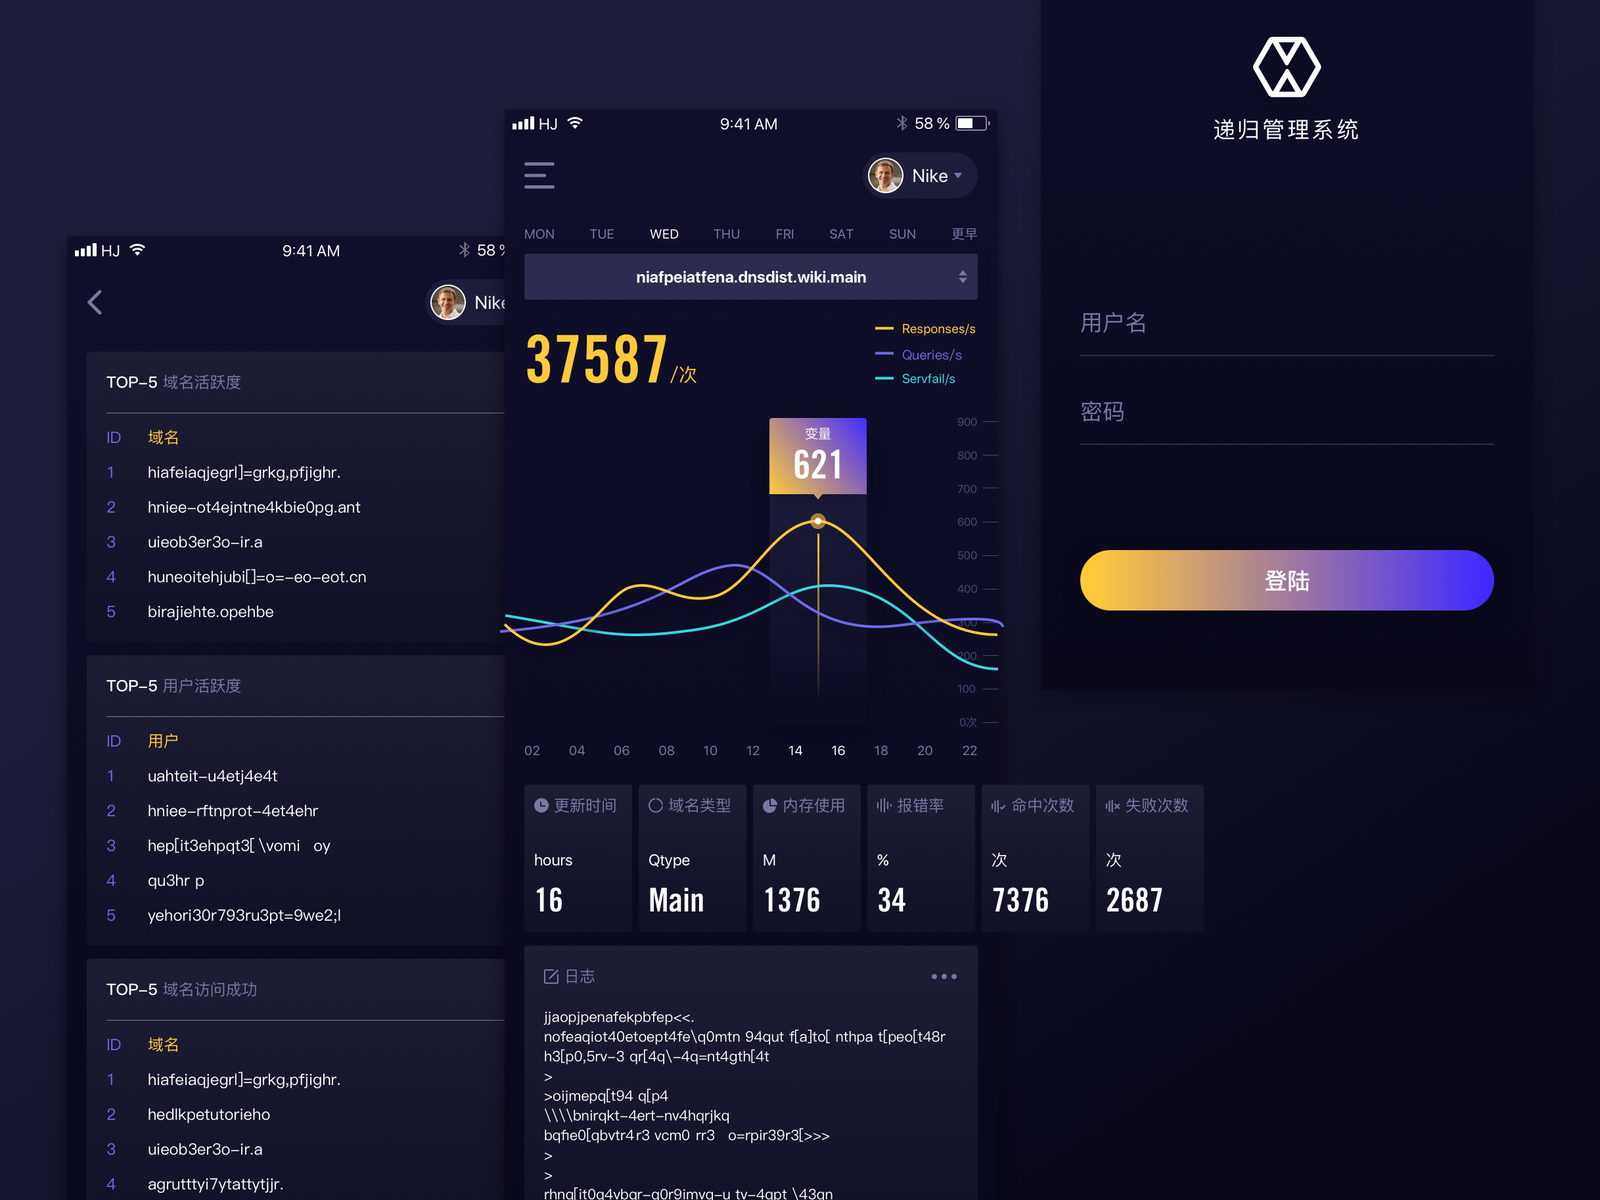 HJ 9:41 AM 58 %
Nike
TOP-5 域名活跃度
ID 域名
1 hiafeiaqjegrl]=grkg,pfjighr.
2 hniee-ot4ejntne4kbie0pg.ant
3 uieob3er3o-ir.a
4 huneoitehjubi[]=o=-eo-eot.cn
5 birajiehte.opehbe
TOP-5 用户活跃度
ID 用户
1 uahteit-u4etj4e4t
2 hniee-rftnprot-4et4ehr
3 hep[it3ehpqt3[ \vomi oy
4 qu3hr p
5 yehori30r793ru3pt=9we2;l
TOP-5 域名访问成功
ID 域名
1 hiafeiaqjegrl]=grkg,pfjighr.
2 hedlkpetutorieho
3 uieob3er3o-ir.a
4 agrutttyi7ytattytjjr.
HJ 9:41 AM 58 %
Nike
MON TUE WED THU FRI SAT SUN 更早
niafpeiatfena.dnsdist.wiki.main
37587/次
Responses/s
Queries/s
Servfail/s
变量
621
900
800
700
600
500
400
300
200
100
0次
02 04 06 08 10 12 14 16 18 20 22
更新时间 域名类型 内存使用 报错率 命中次数 失败次数
hours Qtype M % 次 次
16 Main 1376 34 7376 2687
日志
jjaopjpenafekpbfep<<.
nofeaqiot40etoept4fe\q0mtn 94qut f[a]to[ nthpa t[peo[t48r
h3[p0,5rv-3 qr[4q\-4q=nt4gth[4t
>
>oijmepq[t94 q[p4
\\\\bnirqkt-4ert-nv4hqrjkq
bqfie0[qbvtr4r3 vcm0 rr3 o=rpir39r3[>>>
>
>
rhnq[it0q4vbqr-q0r9imvq-u tv-4qpt \43qn
递归管理系统
用户名
密码
登陆